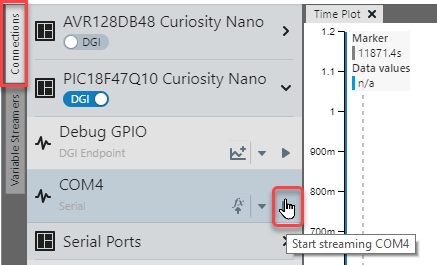 Connections
Variable Streamers
AVR128DB48 Curiosity Nano
DGI
PIC18F47Q10 Curiosity Nano
DGI
Debug GPIO
DGI Endpoint
COM4
Serial
fx
Serial Ports
Start streaming COM4
Time Plot
1.2
Marker
11871.4s
Data values
n/a
1.1
1
900m
800m
700m